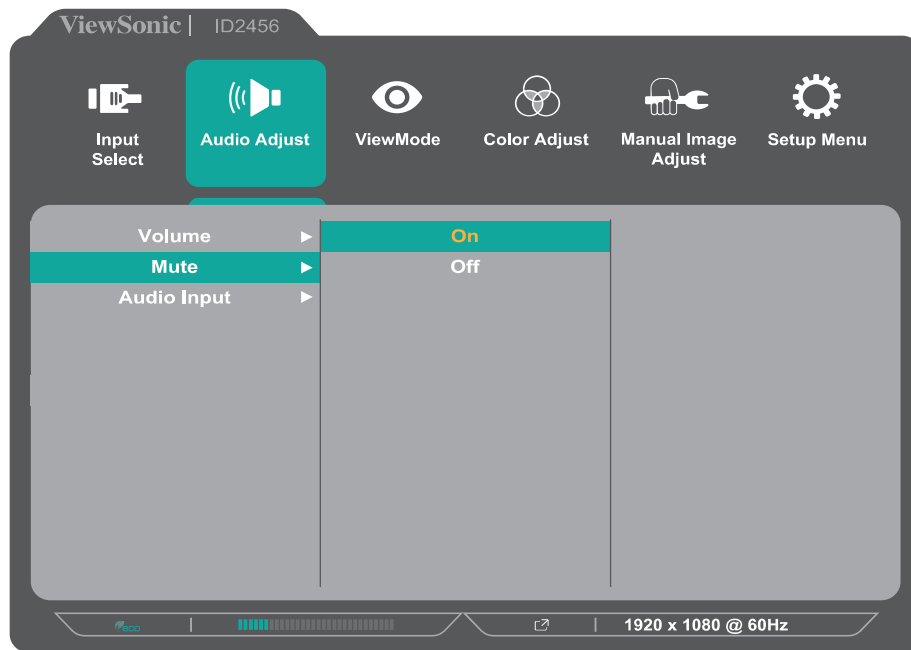 ViewSonic | ID2456
Input
Select
Audio Adjust
ViewMode
Color Adjust
Manual Image
Adjust
Setup Menu
Volume
On
Mute
Off
Audio Input
eco
1920 x 1080 @ 60Hz